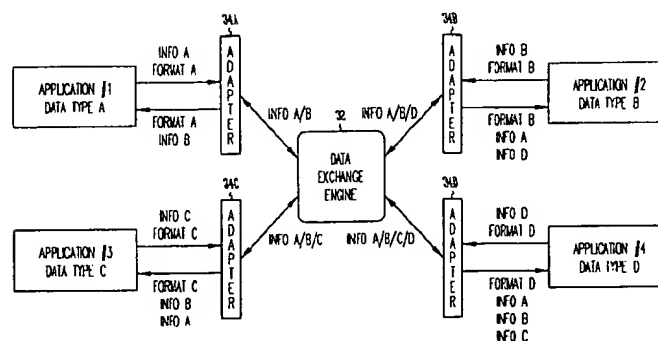 34A
34B
INFO A
FORMAT A
APPLICATION #1
DATA TYPE A
FORMAT A
INFO B
ADAPTER
INFO A/B
32
DATA
EXCHANGE
ENGINE
INFO A/B/D
ADAPTER
INFO B
FORMAT B
APPLICATION #2
DATA TYPE B
FORMAT B
INFO A
INFO D
34C
34D
INFO C
FORMAT C
APPLICATION #3
DATA TYPE C
FORMAT C
INFO B
INFO A
ADAPTER
INFO A/B/C
INFO A/B/C/D
ADAPTER
INFO D
FORMAT D
APPLICATION #4
DATA TYPE D
FORMAT D
INFO A
INFO B
INFO C